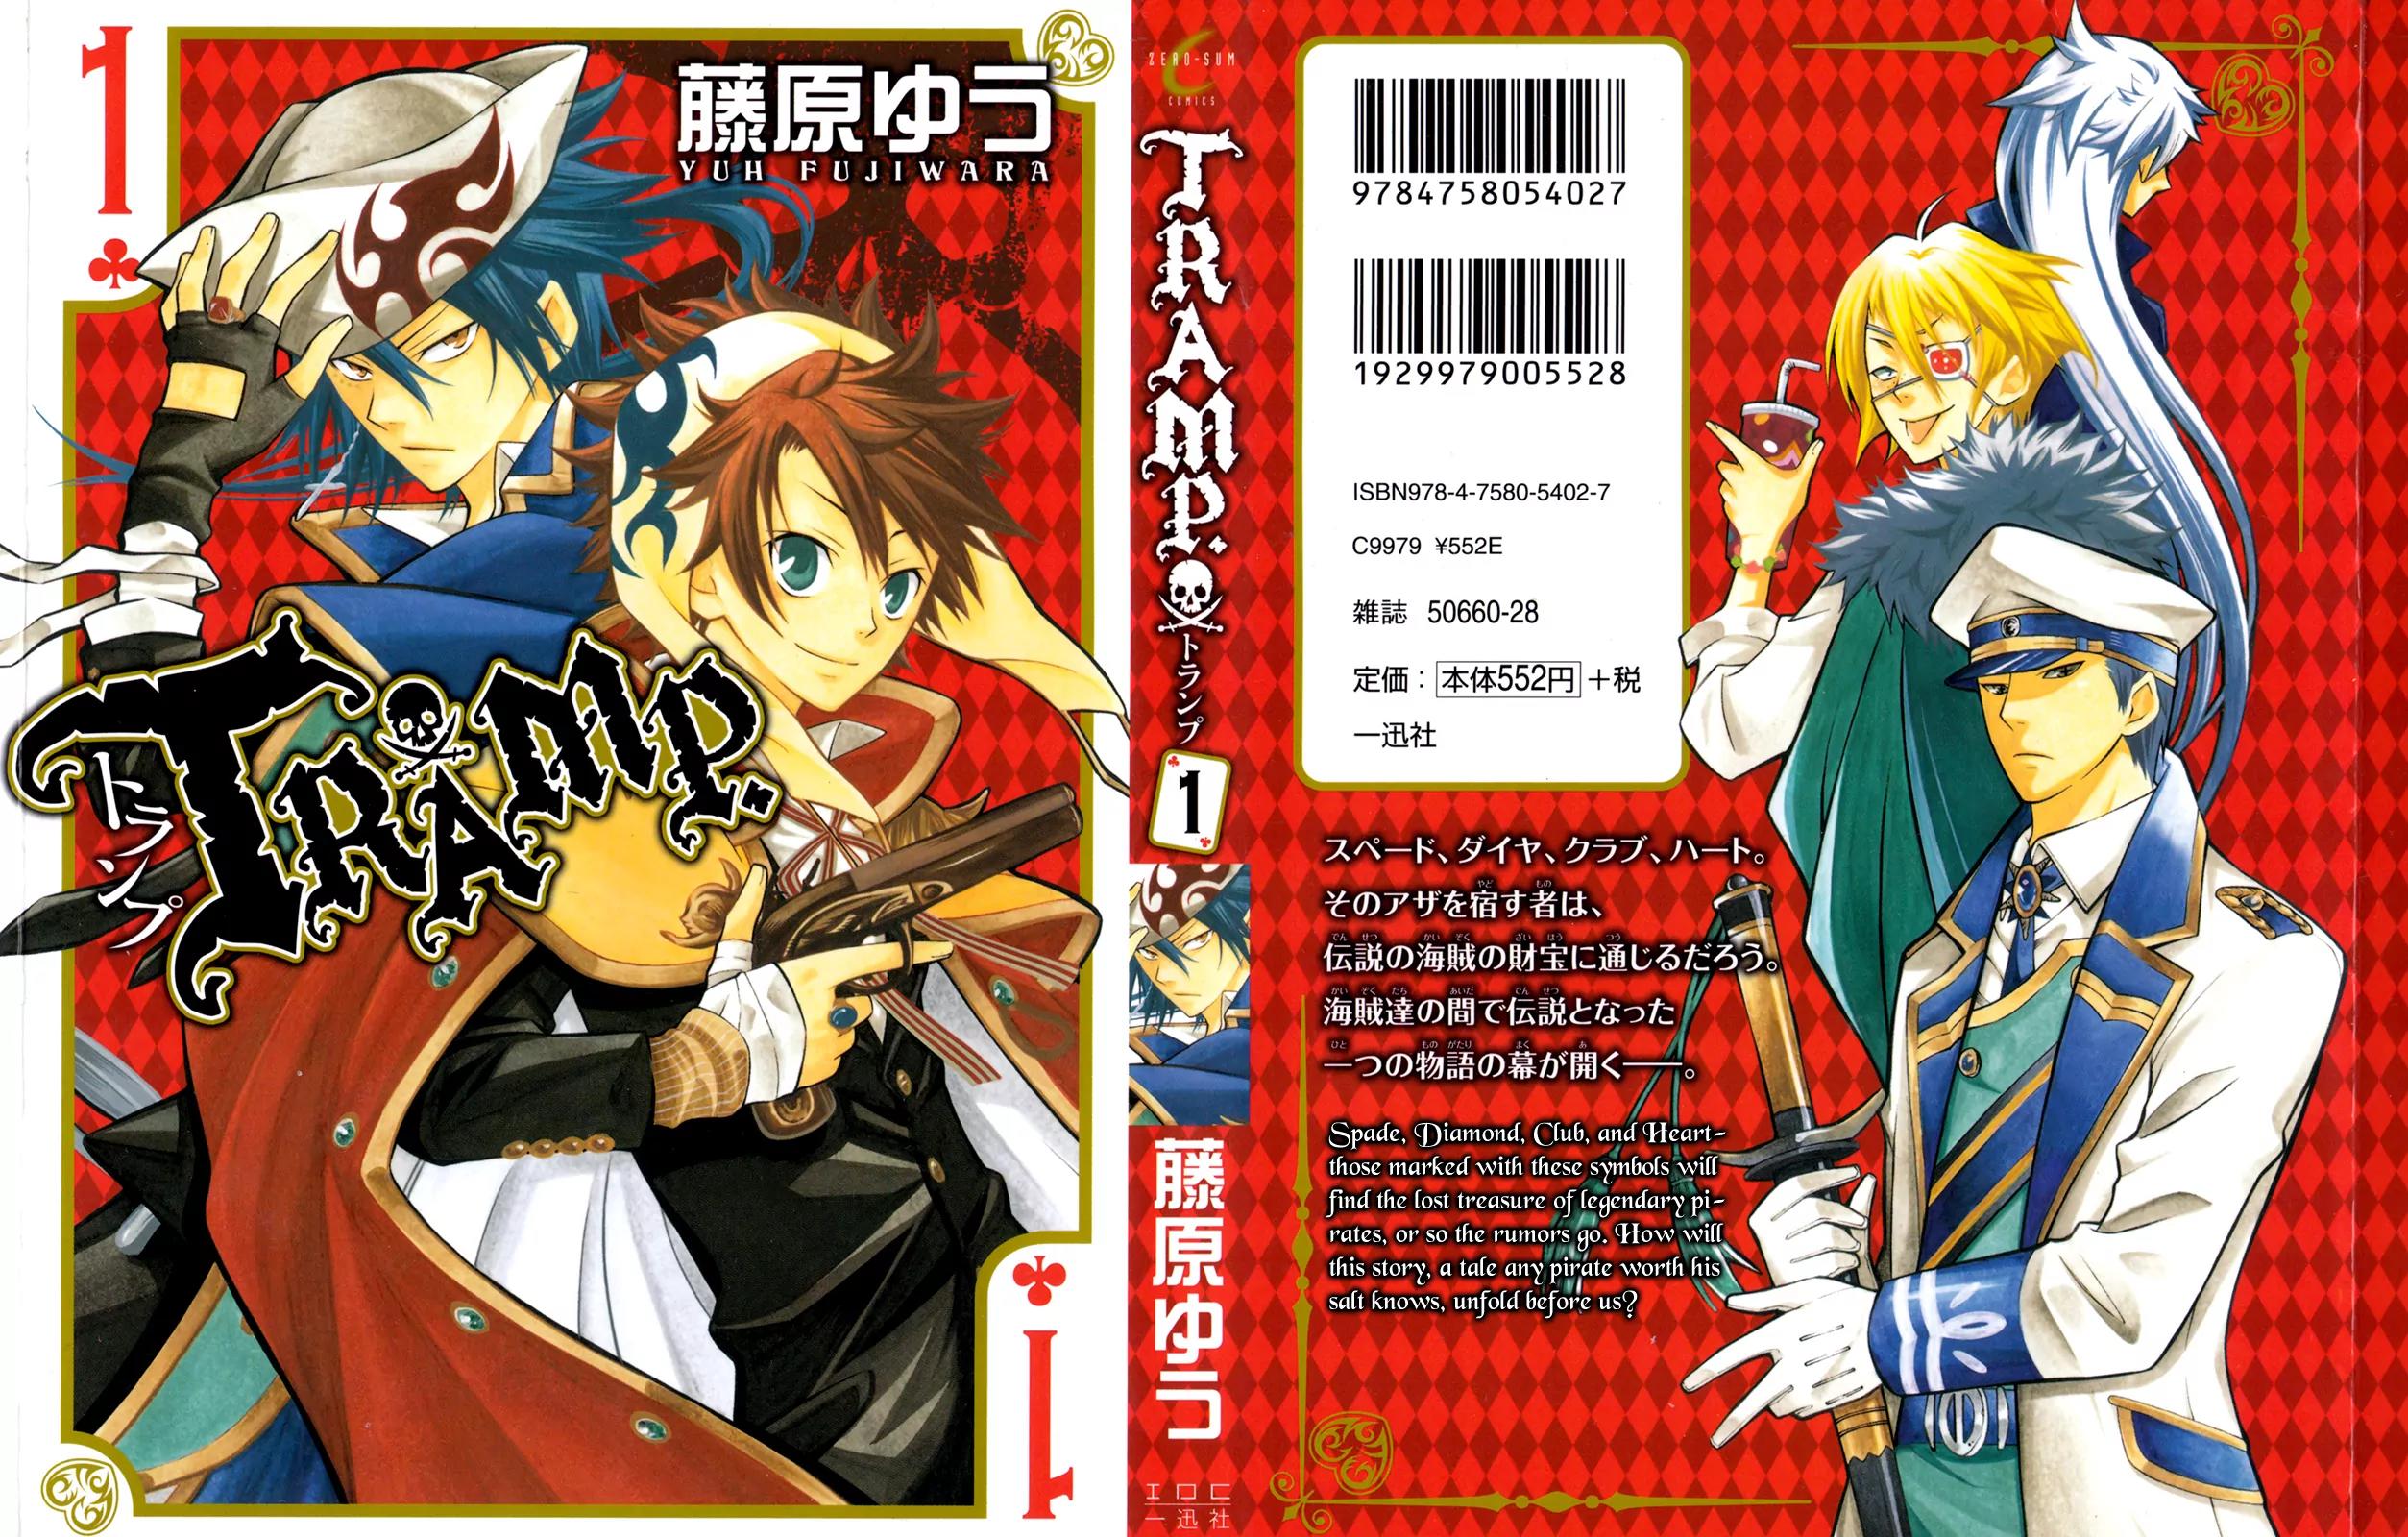 1
藤原ゆう
YUH FUJIWARA
TRAMP.
トランプ
1
ZERO-SUM
COMICS
TRAMP.
トランプ
1
藤原ゆう
IDC
一迅社
9784758054027
1929979005528
ISBN978-4-7580-5402-7
C9979 ¥552E
雑誌 50660-28
定価：本体552円＋税
一迅社
スペード、ダイヤ、クラブ、ハート。
そのアザを宿す者は、
伝説の海賊の財宝に通じるだろう。
海賊達の間で伝説となった
一つの物語の幕が開く――。
Spade, Diamond, Club, and Heart-
those marked with these symbols will
find the lost treasure of legendary pi-
rates, or so the rumors go. How will
this story, a tale any pirate worth his
salt knows, unfold before us?